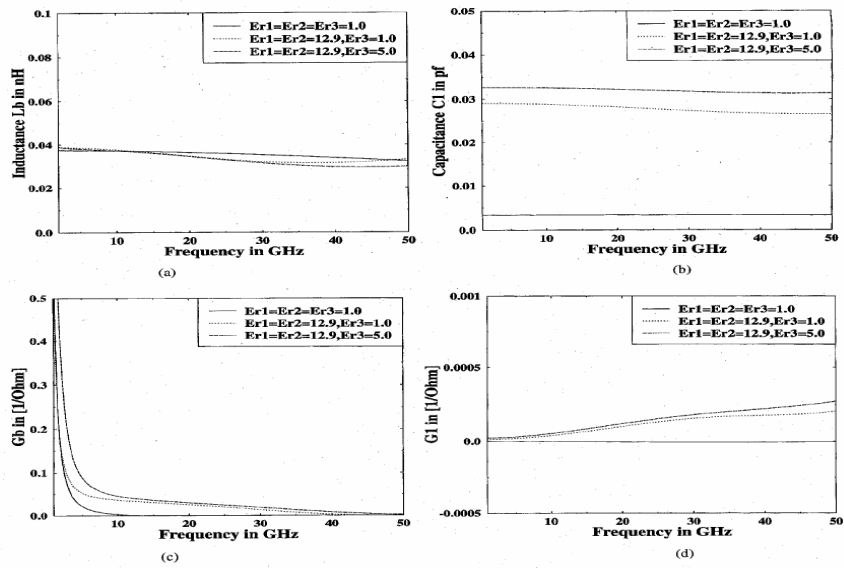 0.1
0.08
0.06
0.04
0.02
0.0
Inductance Lb in nH
Er1=Er2=Er3=1.0
Er1=Er2=12.9,Er3=1.0
Er1=Er2=12.9,Er3=5.0
10 20 30 40 50
Frequency in GHz
(a)
0.05
0.04
0.03
0.02
0.01
0.0
Capacitance C1 in pf
Er1=Er2=Er3=1.0
Er1=Er2=12.9,Er3=1.0
Er1=Er2=12.9,Er3=5.0
10 20 30 40 50
Frequency in GHz
(b)
0.5
0.4
0.3
0.2
0.1
0.0
Gb in [1/Ohm]
Er1=Er2=Er3=1.0
Er1=Er2=12.9,Er3=1.0
Er1=Er2=12.9,Er3=5.0
10 20 30 40 50
Frequency in GHz
(c)
0.001
0.0005
0.0
-0.0005
G1 in [1/Ohm]
Er1=Er2=Er3=1.0
Er1=Er2=12.9,Er3=1.0
Er1=Er2=12.9,Er3=5.0
10 20 30 40 50
Frequency in GHz
(d)